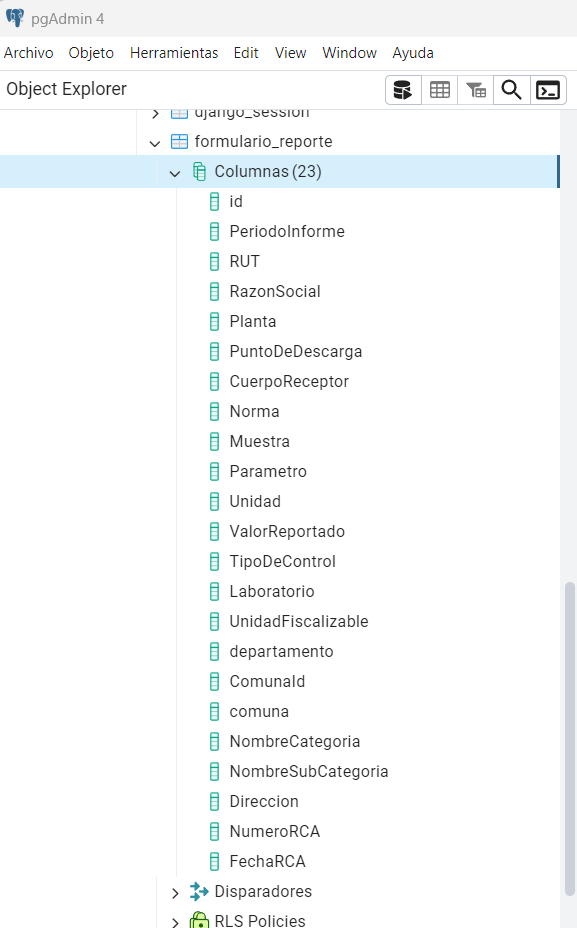 pgAdmin 4
Archivo Objeto Herramientas Edit View Window Ayuda
Object Explorer
django_session
formulario_reporte
Columnas (23)
id
PeriodoInforme
RUT
RazonSocial
Planta
PuntoDeDescarga
CuerpoReceptor
Norma
Muestra
Parametro
Unidad
ValorReportado
TipoDeControl
Laboratorio
UnidadFiscalizable
departamento
ComunaId
comuna
NombreCategoria
NombreSubCategoria
Direccion
NumeroRCA
FechaRCA
Disparadores
RLS Policies